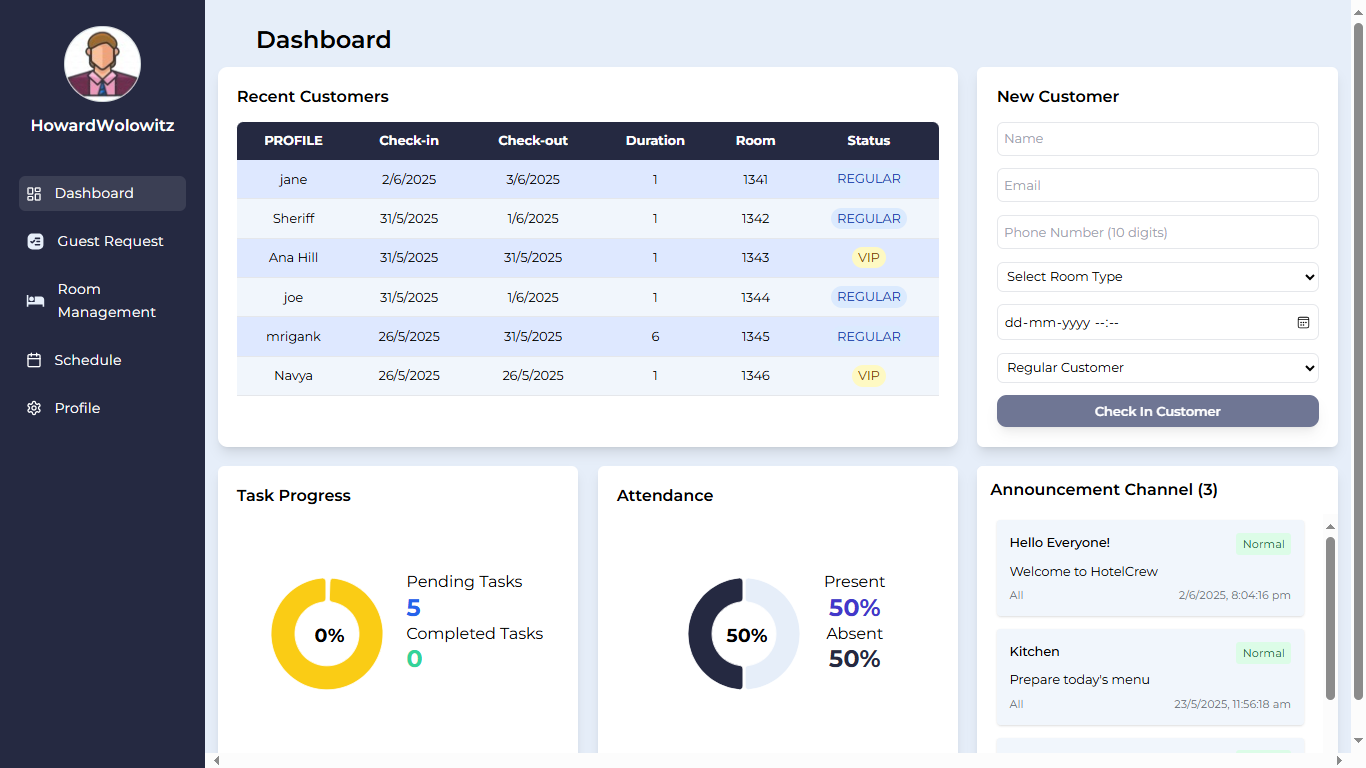 HowardWolowitz
Dashboard
Guest Request
Room
Management
Schedule
Profile
Dashboard
Recent Customers
PROFILE Check-in Check-out Duration Room Status
jane 2/6/2025 3/6/2025 1 1341 REGULAR
Sheriff 31/5/2025 1/6/2025 1 1342 REGULAR
Ana Hill 31/5/2025 31/5/2025 1 1343 VIP
joe 31/5/2025 1/6/2025 1 1344 REGULAR
mrigank 26/5/2025 31/5/2025 6 1345 REGULAR
Navya 26/5/2025 26/5/2025 1 1346 VIP
New Customer
Name
Email
Phone Number (10 digits)
Select Room Type
dd-mm-yyyy --:--
Regular Customer
Check In Customer
Task Progress
0%
Pending Tasks
5
Completed Tasks
0
Attendance
50%
Present
50%
Absent
50%
Announcement Channel (3)
Hello Everyone! Normal
Welcome to HotelCrew
All 2/6/2025, 8:04:16 pm
Kitchen Normal
Prepare today's menu
All 23/5/2025, 11:56:18 am